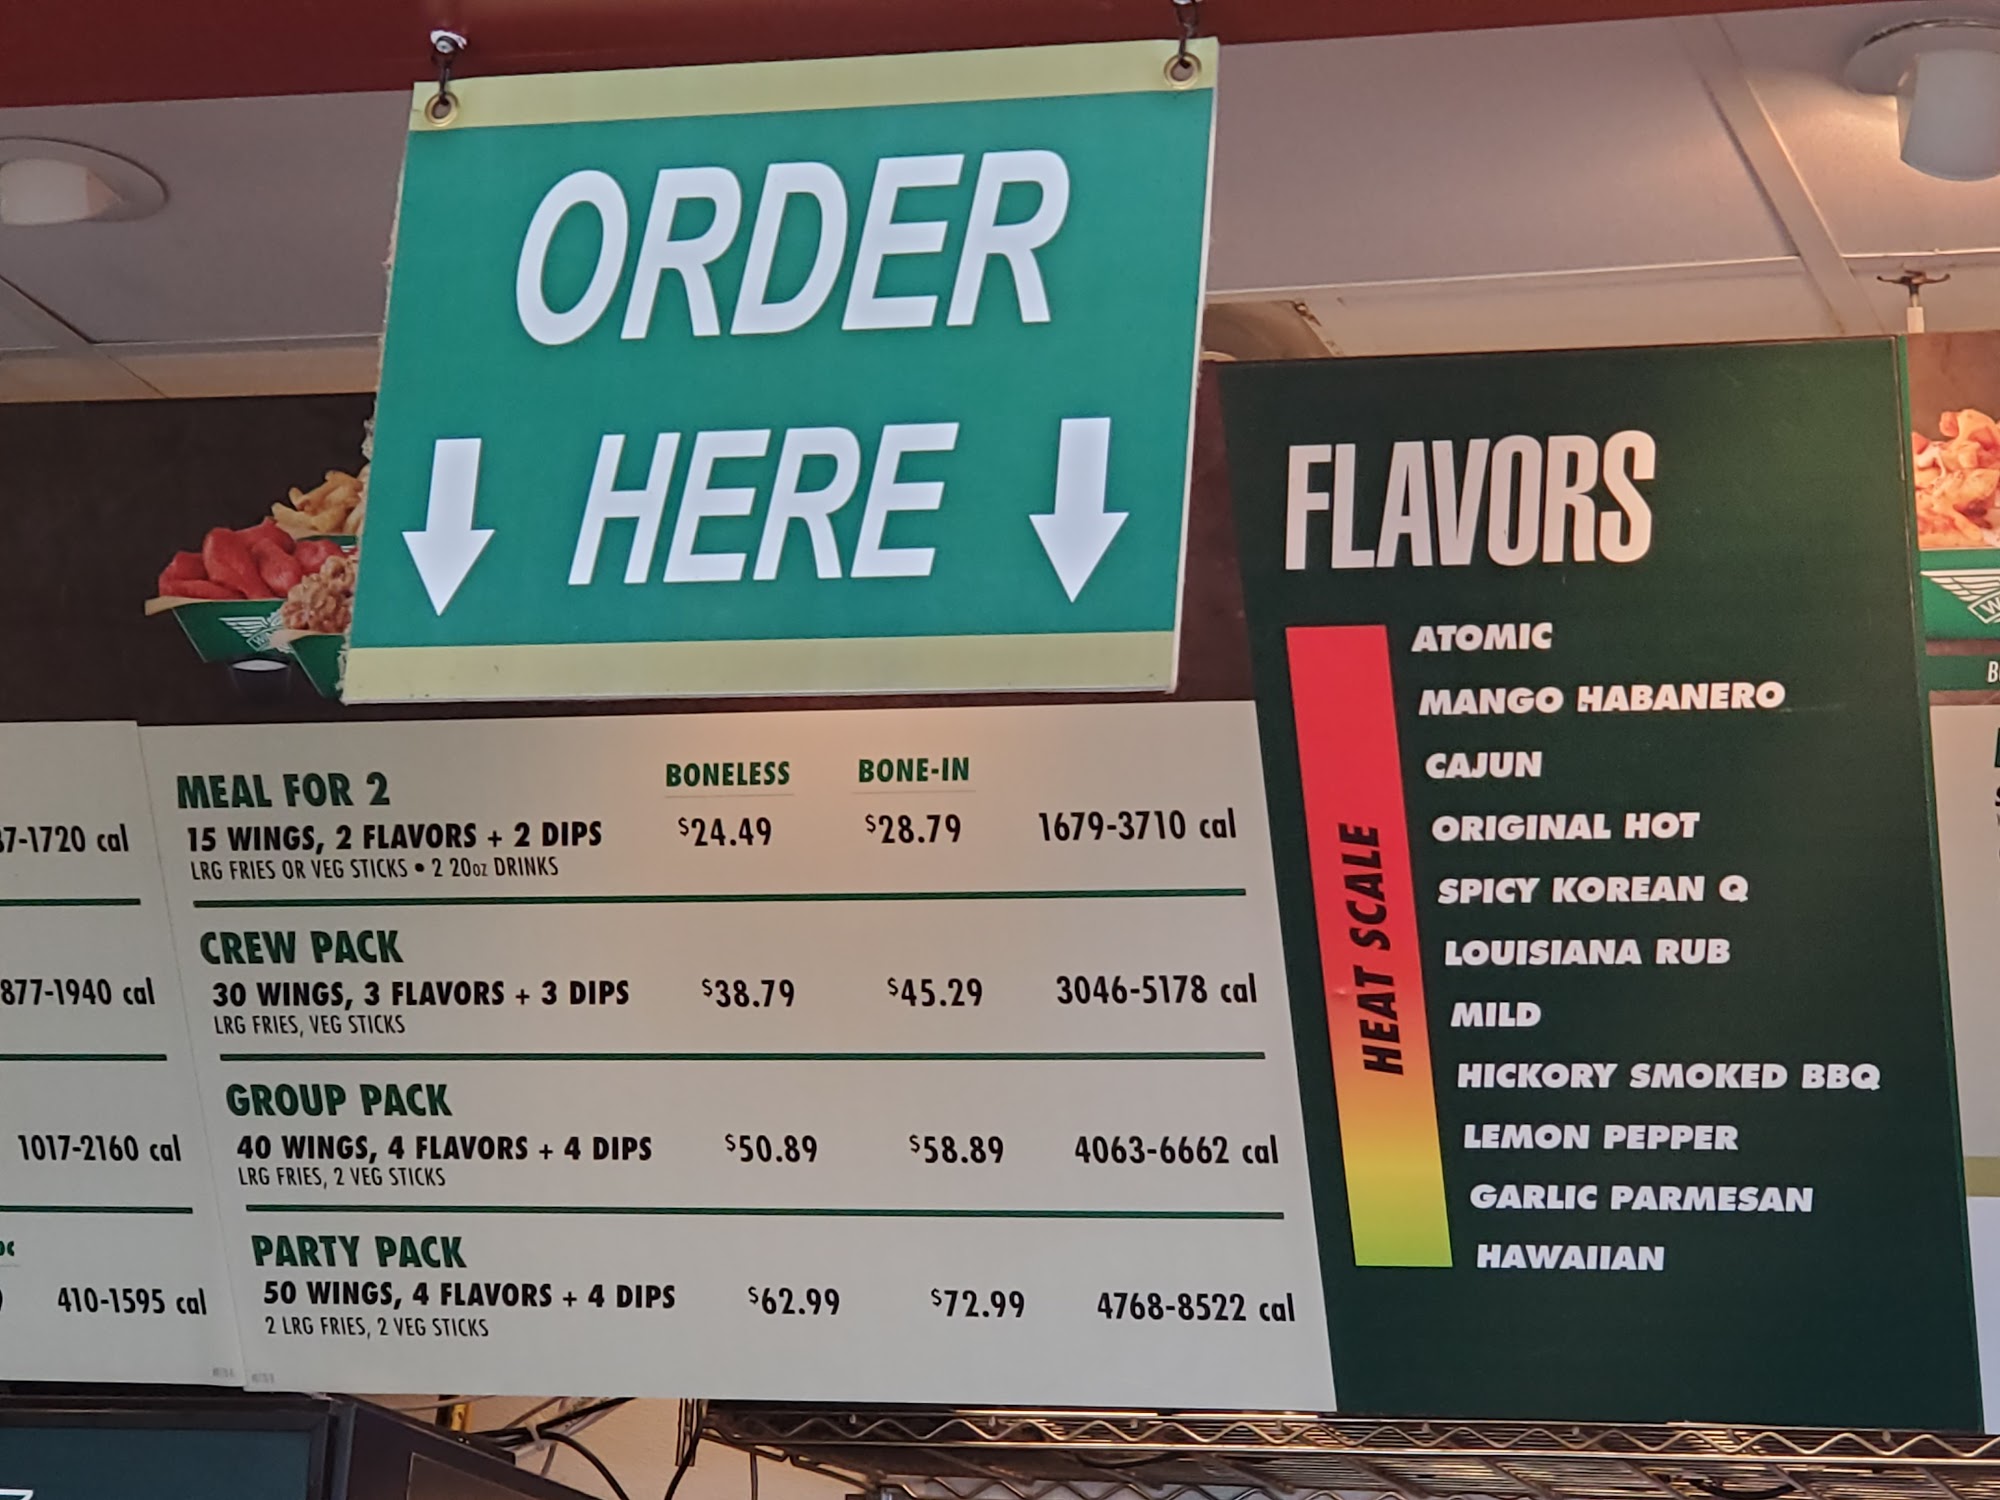 ORDER
HERE
FLAVORS
HEAT SCALE
ATOMIC
MANGO HABANERO
CAJUN
ORIGINAL HOT
SPICY KOREAN Q
LOUISIANA RUB
MILD
HICKORY SMOKED BBQ
LEMON PEPPER
GARLIC PARMESAN
HAWAIIAN
BONELESS BONE-IN
MEAL FOR 2
15 WINGS, 2 FLAVORS + 2 DIPS $24.49 $28.79 1679-3710 cal
LRG FRIES OR VEG STICKS • 2 20oz DRINKS
CREW PACK
30 WINGS, 3 FLAVORS + 3 DIPS $38.79 $45.29 3046-5178 cal
LRG FRIES, VEG STICKS
GROUP PACK
40 WINGS, 4 FLAVORS + 4 DIPS $50.89 $58.89 4063-6662 cal
LRG FRIES, 2 VEG STICKS
PARTY PACK
50 WINGS, 4 FLAVORS + 4 DIPS $62.99 $72.99 4768-8522 cal
2 LRG FRIES, 2 VEG STICKS
7-1720 cal
877-1940 cal
1017-2160 cal
410-1595 cal